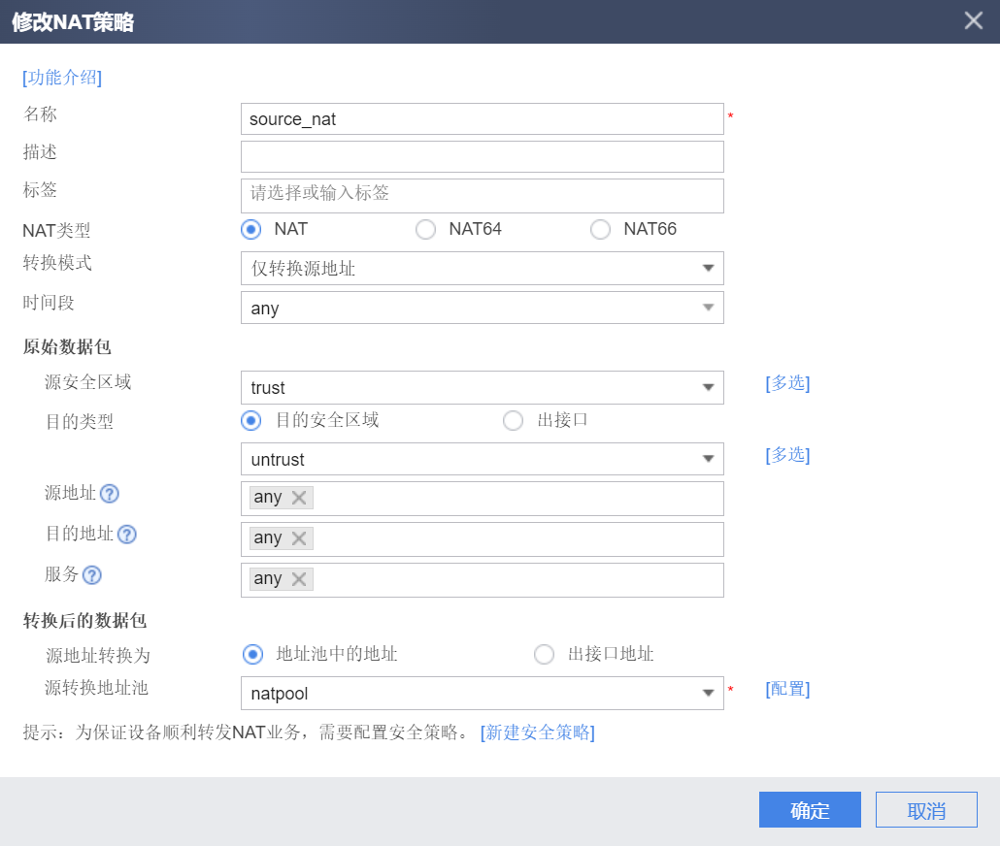 修改NAT策略
[功能介绍]
名称 source_nat *
描述
标签 请选择或输入标签
NAT类型 NAT NAT64 NAT66
转换模式 仅转换源地址
时间段 any
原始数据包
源安全区域 trust [多选]
目的类型 目的安全区域 出接口
untrust [多选]
源地址 ? any
目的地址 ? any
服务 ? any
转换后的数据包
源地址转换为 地址池中的地址 出接口地址
源转换地址池 natpool * [配置]
提示：为保证设备顺利转发NAT业务，需要配置安全策略。 [新建安全策略]
确定 取消